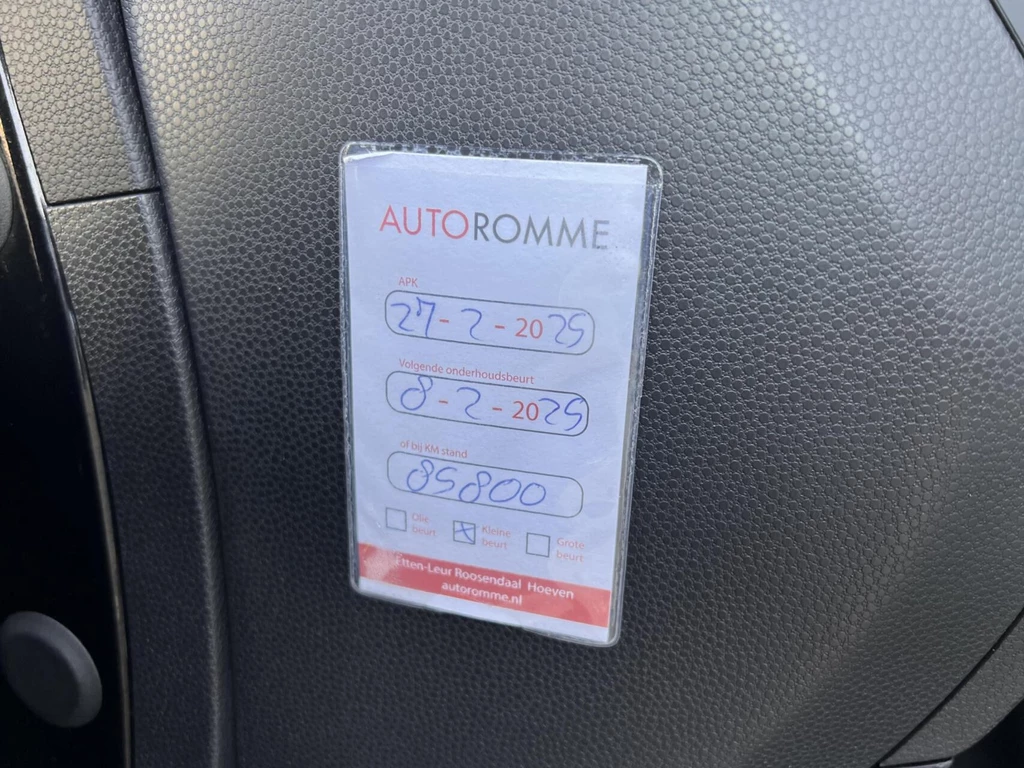 AUTOROMME
APK
27 - 2 - 2025
Volgende onderhoudsbeurt
8 - 2 - 2025
of bij KM stand
85800
Olie beurt
Kleine beurt
Grote beurt
Etten-Leur Roosendaal Hoeven
autoromme.nl